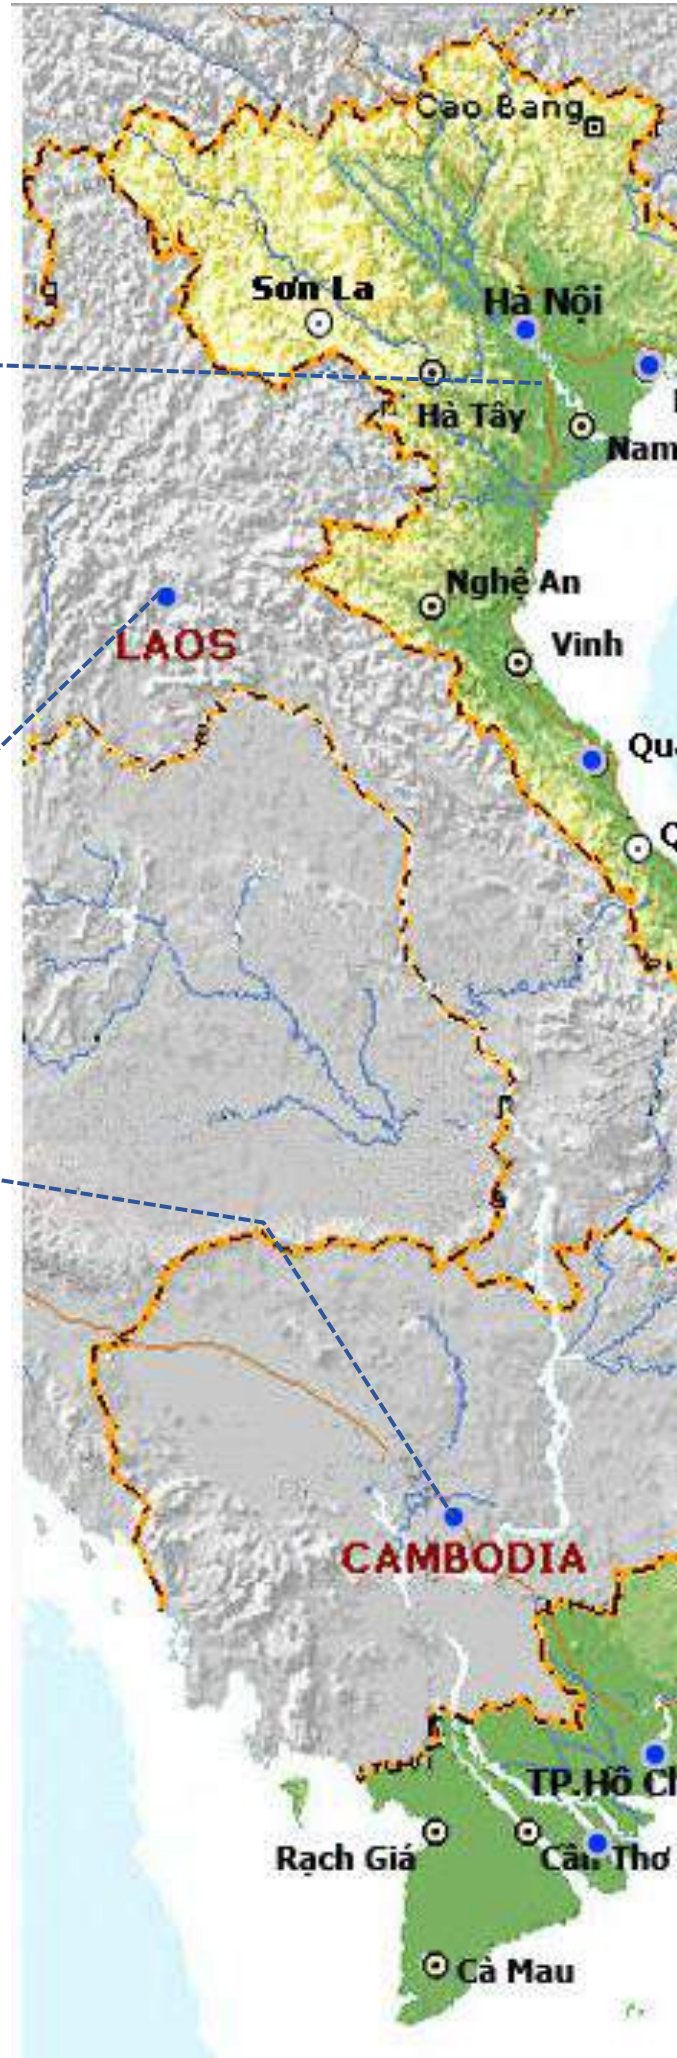 Cao Bang
Sơn La
Hà Nội
Hà Tây
Nam
Nghệ An
LAOS
Vinh
Qu
Q
CAMBODIA
TP.Hồ Ch
Rạch Giá
Cần Thơ
Cà Mau